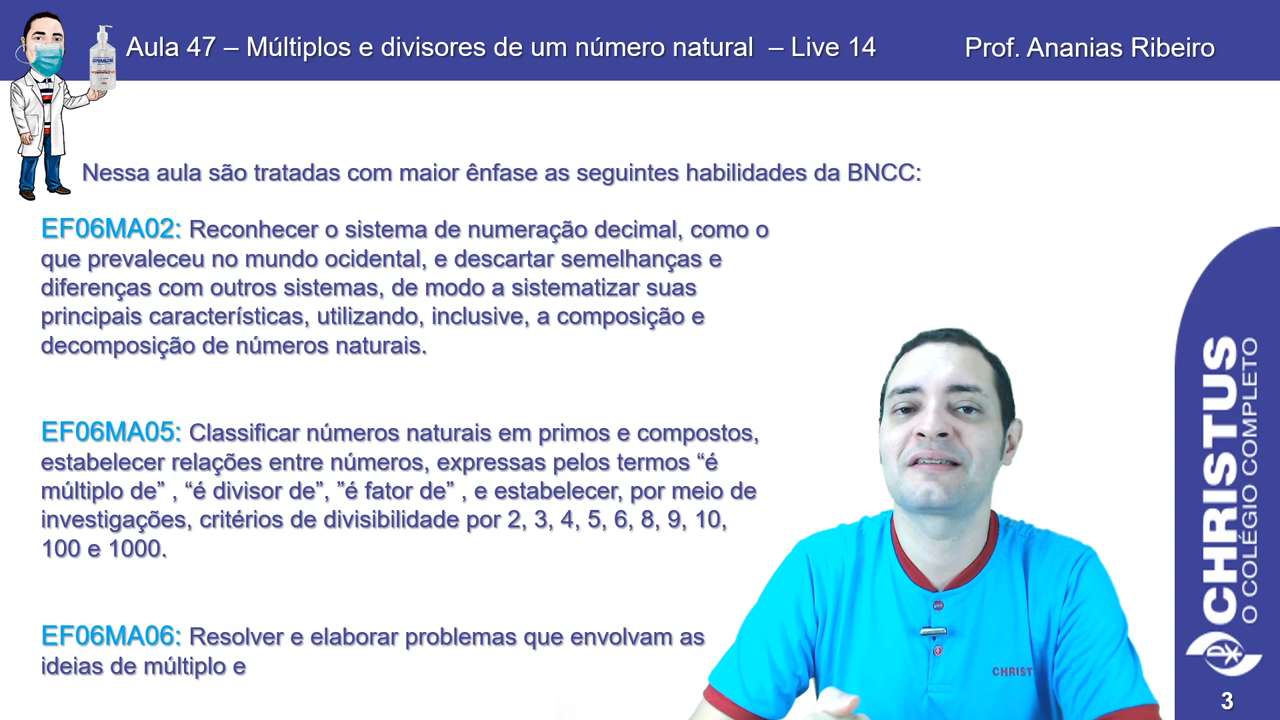 Aula 47 – Múltiplos e divisores de um número natural – Live 14
Prof. Ananias Ribeiro
Nessa aula são tratadas com maior ênfase as seguintes habilidades da BNCC:
EF06MA02: Reconhecer o sistema de numeração decimal, como o
que prevaleceu no mundo ocidental, e descartar semelhanças e
diferenças com outros sistemas, de modo a sistematizar suas
principais características, utilizando, inclusive, a composição e
decomposição de números naturais.
EF06MA05: Classificar números naturais em primos e compostos,
estabelecer relações entre números, expressas pelos termos “é
múltiplo de” , “é divisor de”, ”é fator de” , e estabelecer, por meio de
investigações, critérios de divisibilidade por 2, 3, 4, 5, 6, 8, 9, 10,
100 e 1000.
EF06MA06: Resolver e elaborar problemas que envolvam as
ideias de múltiplo e
CHRISTUS
O COLÉGIO COMPLETO
CHRIST
3